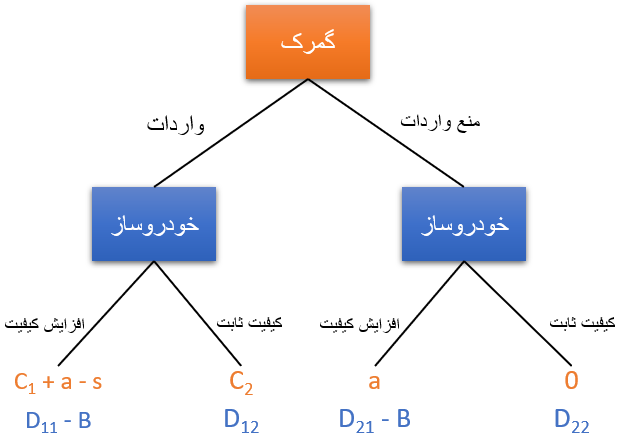 گمرک
واردات
منع واردات
خودروساز
خودروساز
افزایش کیفیت
کیفیت ثابت
افزایش کیفیت
کیفیت ثابت
C₁ + a - s
C₂
a
0
D₁₁ - B
D₁₂
D₂₁ - B
D₂₂